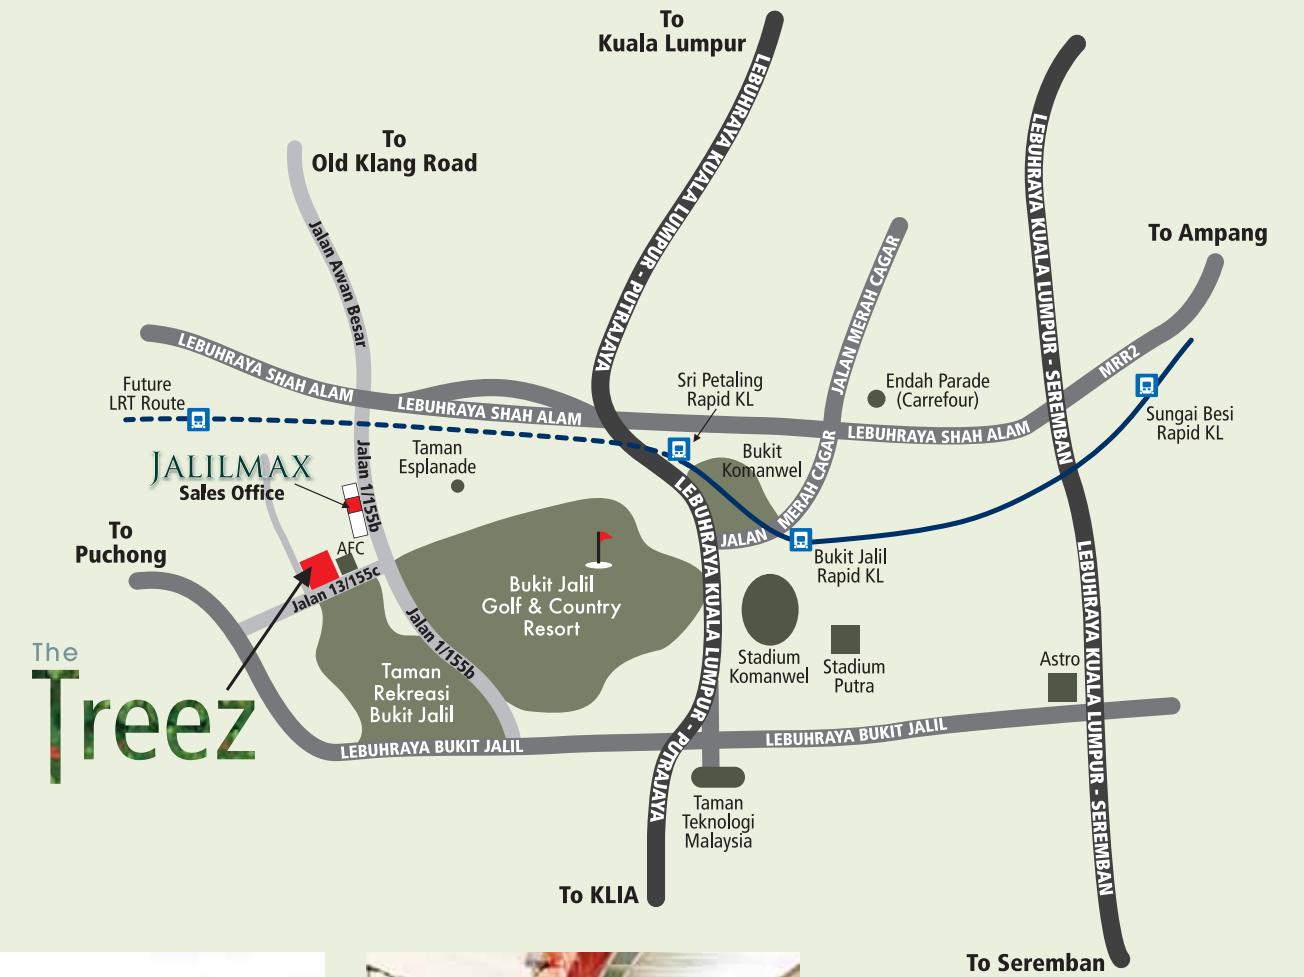 To
Kuala Lumpur
LEBUHRAYA KUALA LUMPUR - PUTRAJAYA
To
Old Klang Road
Jalan Awan Besar
LEBUHRAYA KUALA LUMPUR - SEREMBAN
To Ampang
MRR2
JALAN MERAH CAGAR
LEBUHRAYA SHAH ALAM
LEBUHRAYA SHAH ALAM
LEBUHRAYA SHAH ALAM
Future
LRT Route
Sri Petaling
Rapid KL
Endah Parade
(Carrefour)
Sungai Besi
Rapid KL
Taman
Esplanade
Bukit
Komanwel
JALILMAX
Sales Office
Jalan 1/155b
JALAN MERAH CAGAR
To
Puchong
AFC
Jalan 13/155c
Bukit Jalil
Golf & Country
Resort
Bukit Jalil
Rapid KL
LEBUHRAYA KUALA LUMPUR - PUTRAJAYA
LEBUHRAYA KUALA LUMPUR - SEREMBAN
Jalan 1/155b
The
Treez
Taman
Rekreasi
Bukit Jalil
Stadium
Komanwel
Stadium
Putra
Astro
LEBUHRAYA BUKIT JALIL
LEBUHRAYA BUKIT JALIL
Taman
Teknologi
Malaysia
To KLIA
To Seremban